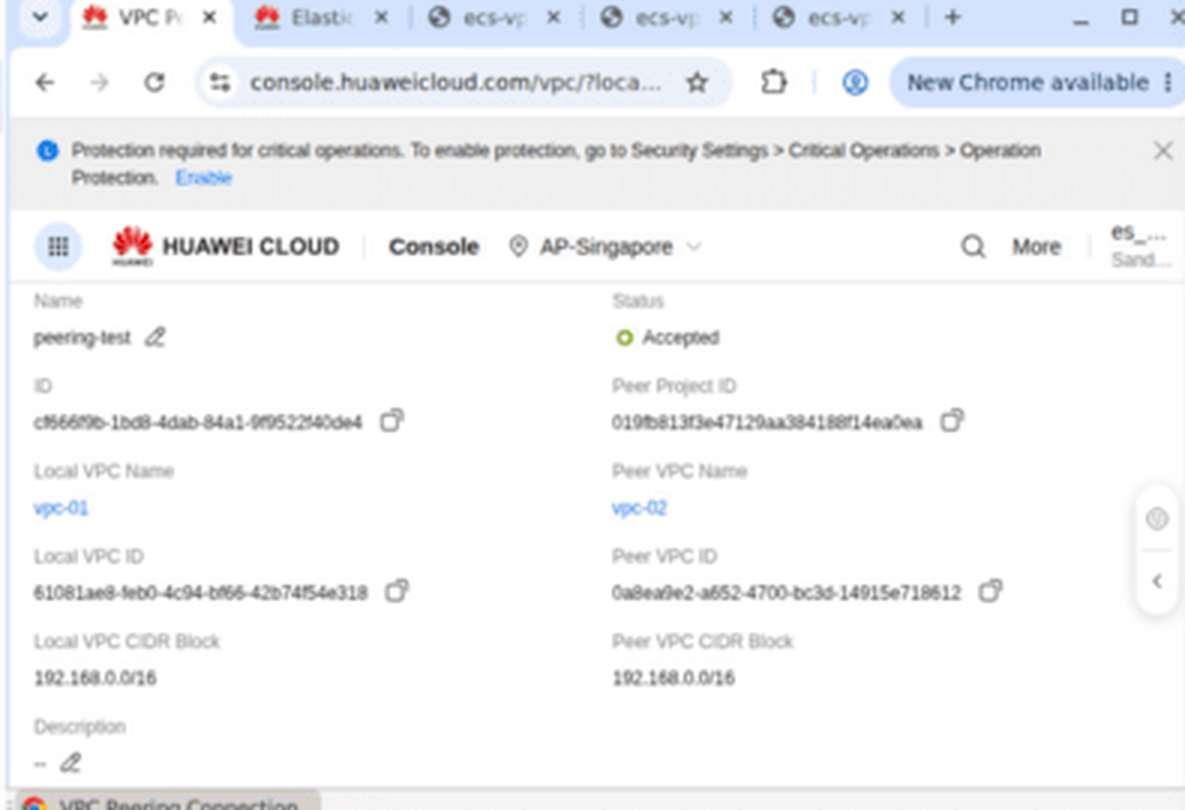 VPC Pe
Elastic
ecs-vp
ecs-vp
ecs-vp
console.huaweicloud.com/vpc/?loca...
New Chrome available
Protection required for critical operations. To enable protection, go to Security Settings > Critical Operations > Operation
Protection. Enable
HUAWEI
HUAWEI CLOUD
Console
AP-Singapore
More
es_...
Sand...
Name
Status
peering-test
Accepted
ID
Peer Project ID
cf666f9b-1bd8-4dab-84a1-9f9522f40de4
019fb813f3e47129aa384188f14ea0ea
Local VPC Name
Peer VPC Name
vpc-01
vpc-02
Local VPC ID
Peer VPC ID
61081ae8-feb0-4c94-bf66-42b74f54e318
0a8ea9e2-a652-4700-bc3d-14915e718612
Local VPC CIDR Block
Peer VPC CIDR Block
192.168.0.0/16
192.168.0.0/16
Description
--
VPC Peering Connection